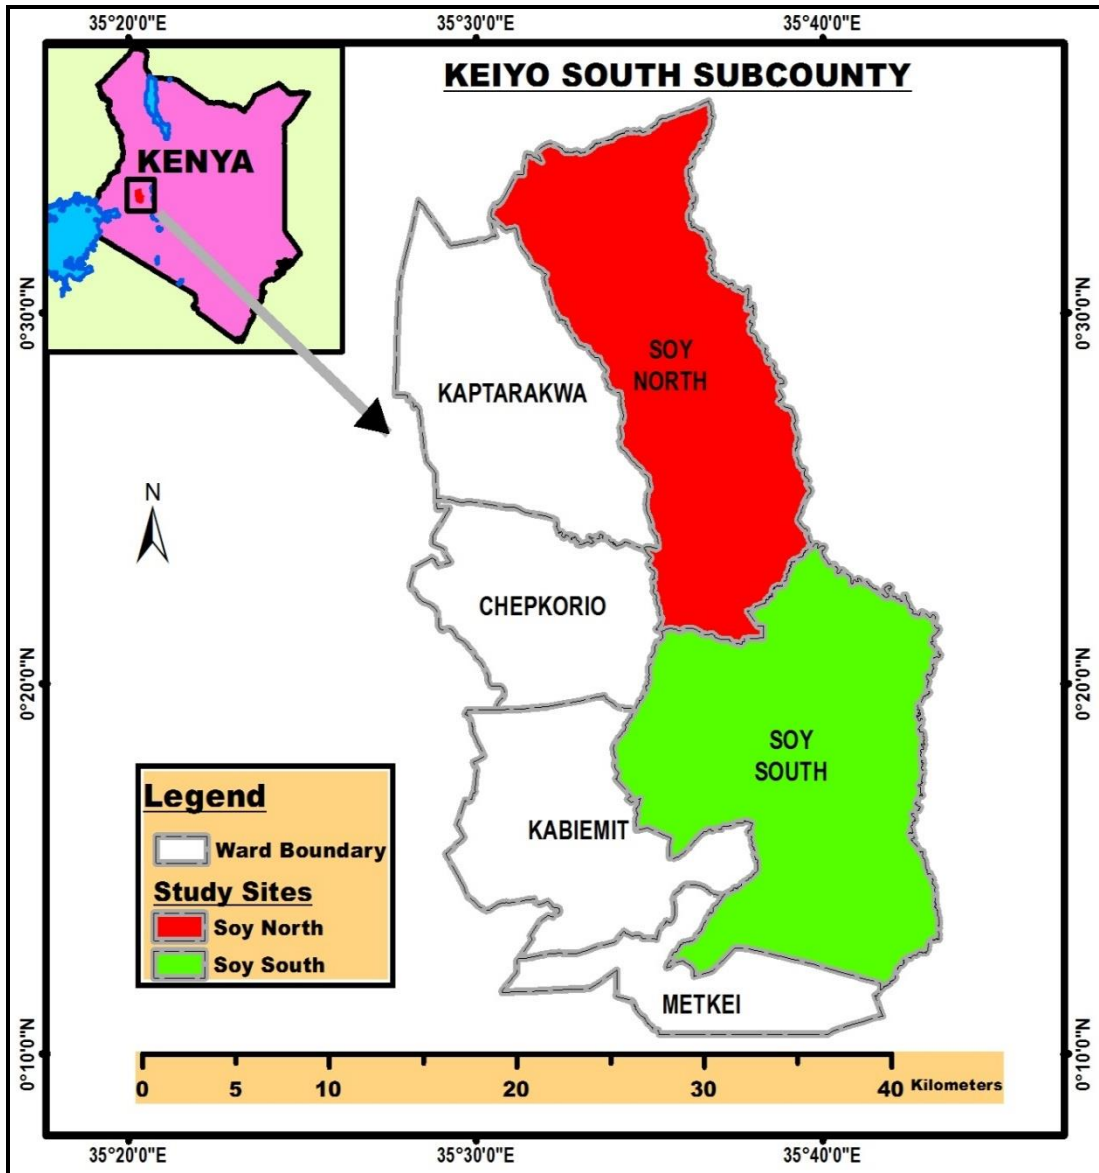 35°20'0"E 35°30'0"E 35°40'0"E
KEIYO SOUTH SUBCOUNTY
KENYA
0°30'0"N 0°30'0"N
SOY
NORTH
KAPTARAKWA
N
CHEPKORIO
0°20'0"N 0°20'0"N
SOY
SOUTH
Legend
KABIEMIT
Ward Boundary
Study Sites
Soy North
Soy South
METKEI
0°10'0"N 0°10'0"N
0 5 10 20 30 40 Kilometers
35°20'0"E 35°30'0"E 35°40'0"E